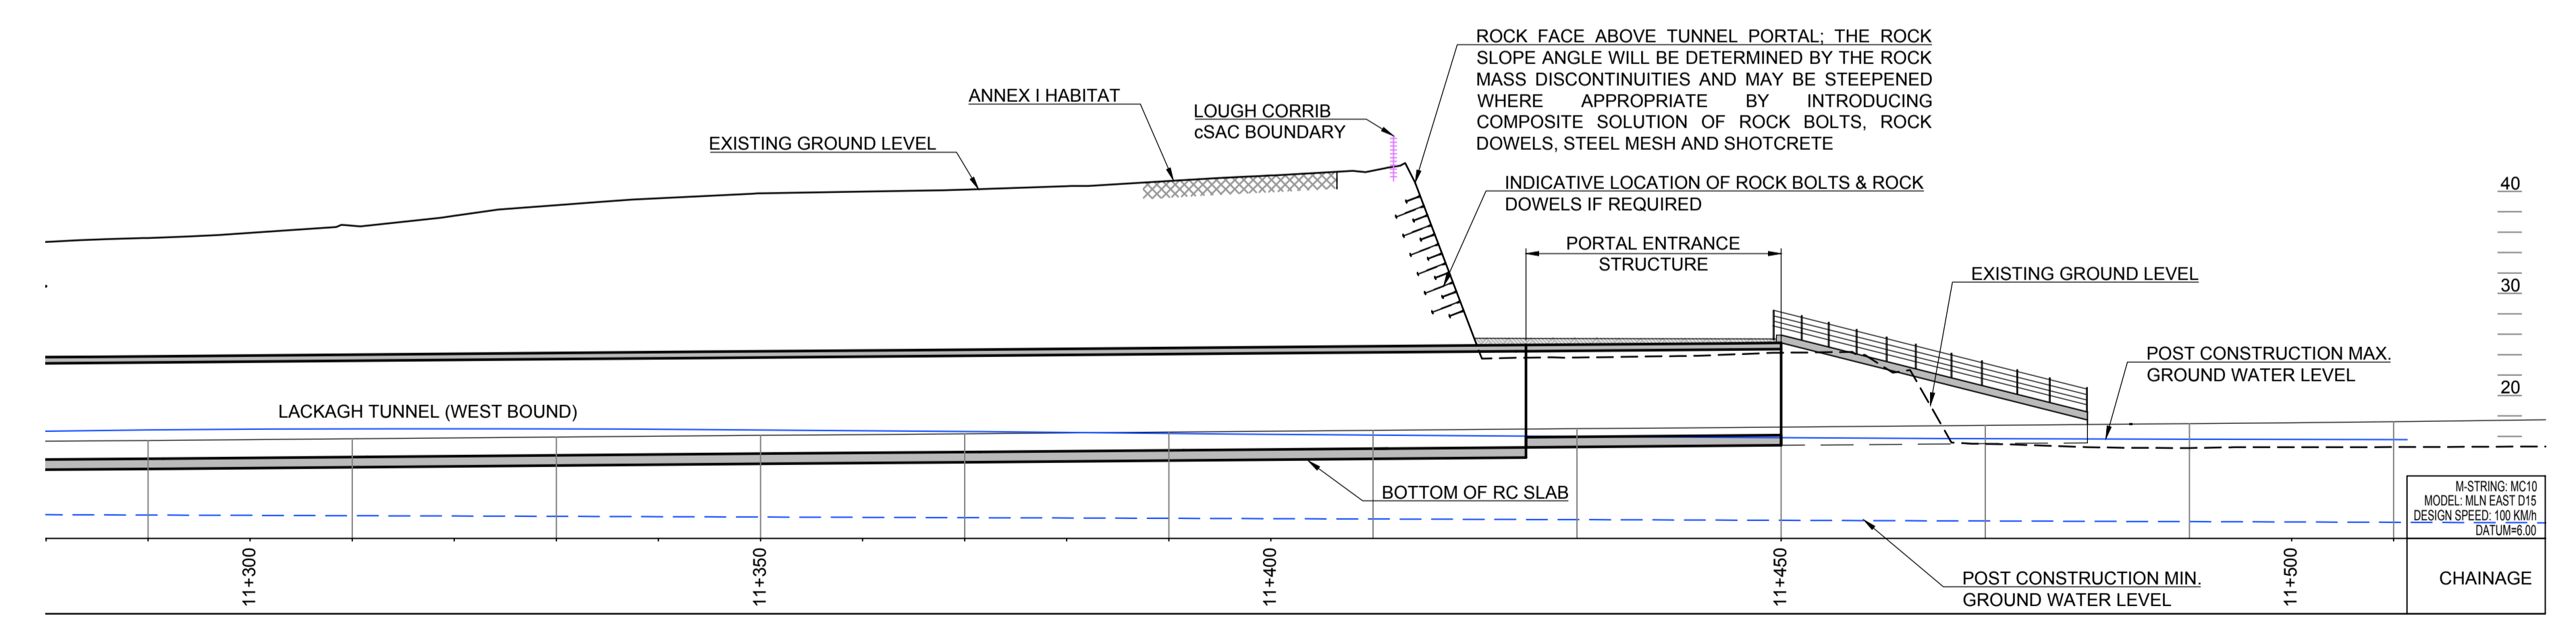 ROCK FACE ABOVE TUNNEL PORTAL; THE ROCK
SLOPE ANGLE WILL BE DETERMINED BY THE ROCK
MASS DISCONTINUITIES AND MAY BE STEEPENED
WHERE APPROPRIATE BY INTRODUCING
COMPOSITE SOLUTION OF ROCK BOLTS, ROCK
DOWELS, STEEL MESH AND SHOTCRETE
ANNEX I HABITAT
LOUGH CORRIB
cSAC BOUNDARY
EXISTING GROUND LEVEL
INDICATIVE LOCATION OF ROCK BOLTS & ROCK
DOWELS IF REQUIRED
40
PORTAL ENTRANCE
STRUCTURE
EXISTING GROUND LEVEL
30
POST CONSTRUCTION MAX.
GROUND WATER LEVEL
20
LACKAGH TUNNEL (WEST BOUND)
BOTTOM OF RC SLAB
M-STRING: MC10
MODEL: MLN EAST D15
DESIGN SPEED: 100 KM/h
DATUM=6.00
11+300
11+350
11+400
11+450
11+500
CHAINAGE
POST CONSTRUCTION MIN.
GROUND WATER LEVEL